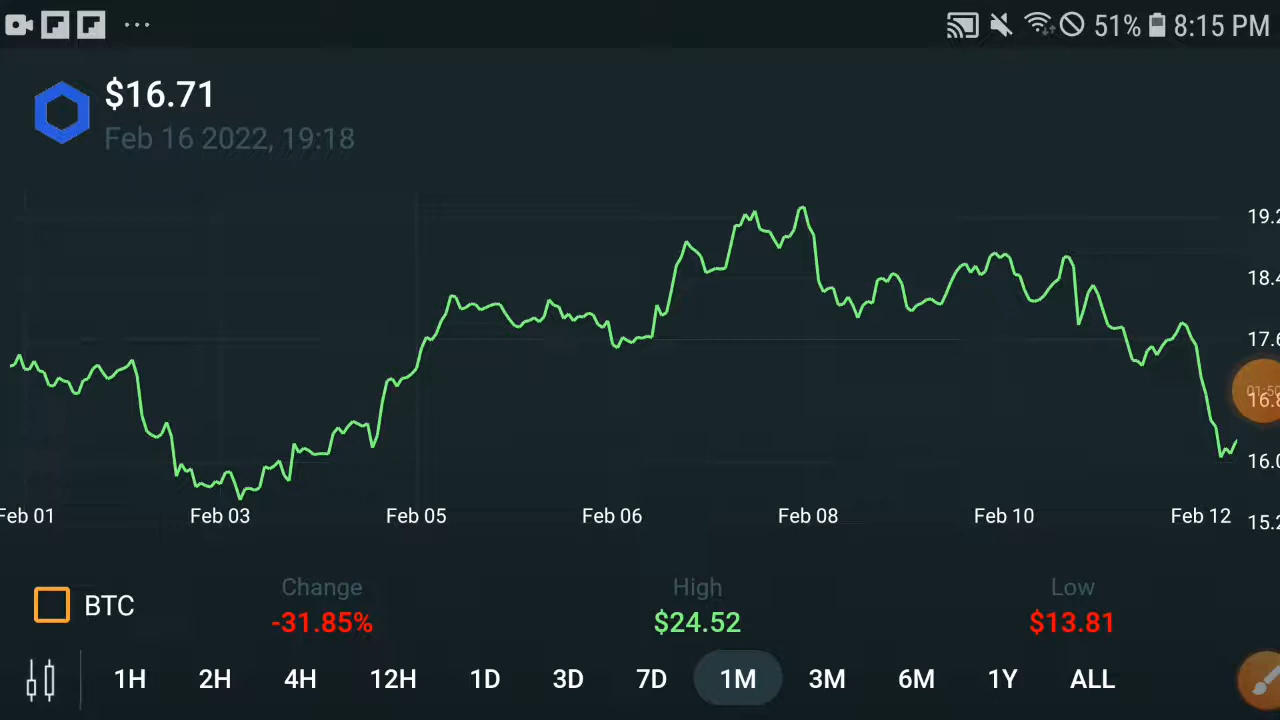 51% 8:15 PM
$16.71
Feb 16 2022, 19:18
19.2
18.4
17.6
01:50
16.8
16.0
15.2
Feb 01 Feb 03 Feb 05 Feb 06 Feb 08 Feb 10 Feb 12
Change High Low
BTC -31.85% $24.52 $13.81
1H 2H 4H 12H 1D 3D 7D 1M 3M 6M 1Y ALL